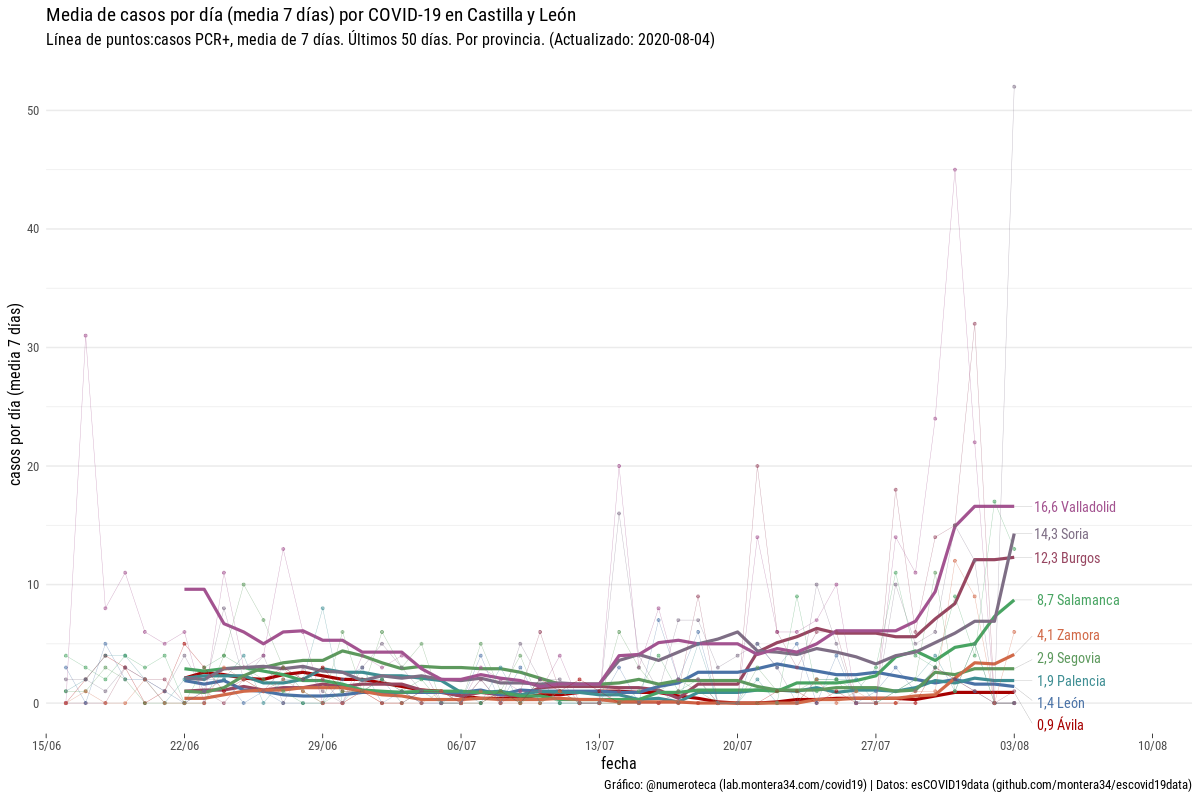 Media de casos por día (media 7 días) por COVID-19 en Castilla y León
Línea de puntos:casos PCR+, media de 7 días. Últimos 50 días. Por provincia. (Actualizado: 2020-08-04)
casos por día (media 7 días)
50
40
30
20
10
0
16,6 Valladolid
14,3 Soria
12,3 Burgos
8,7 Salamanca
4,1 Zamora
2,9 Segovia
1,9 Palencia
1,4 León
0,9 Ávila
15/06 22/06 29/06 06/07 13/07 20/07 27/07 03/08 10/08
fecha
Gráfico: @numeroteca (lab.montera34.com/covid19) | Datos: esCOVID19data (github.com/montera34/escovid19data)